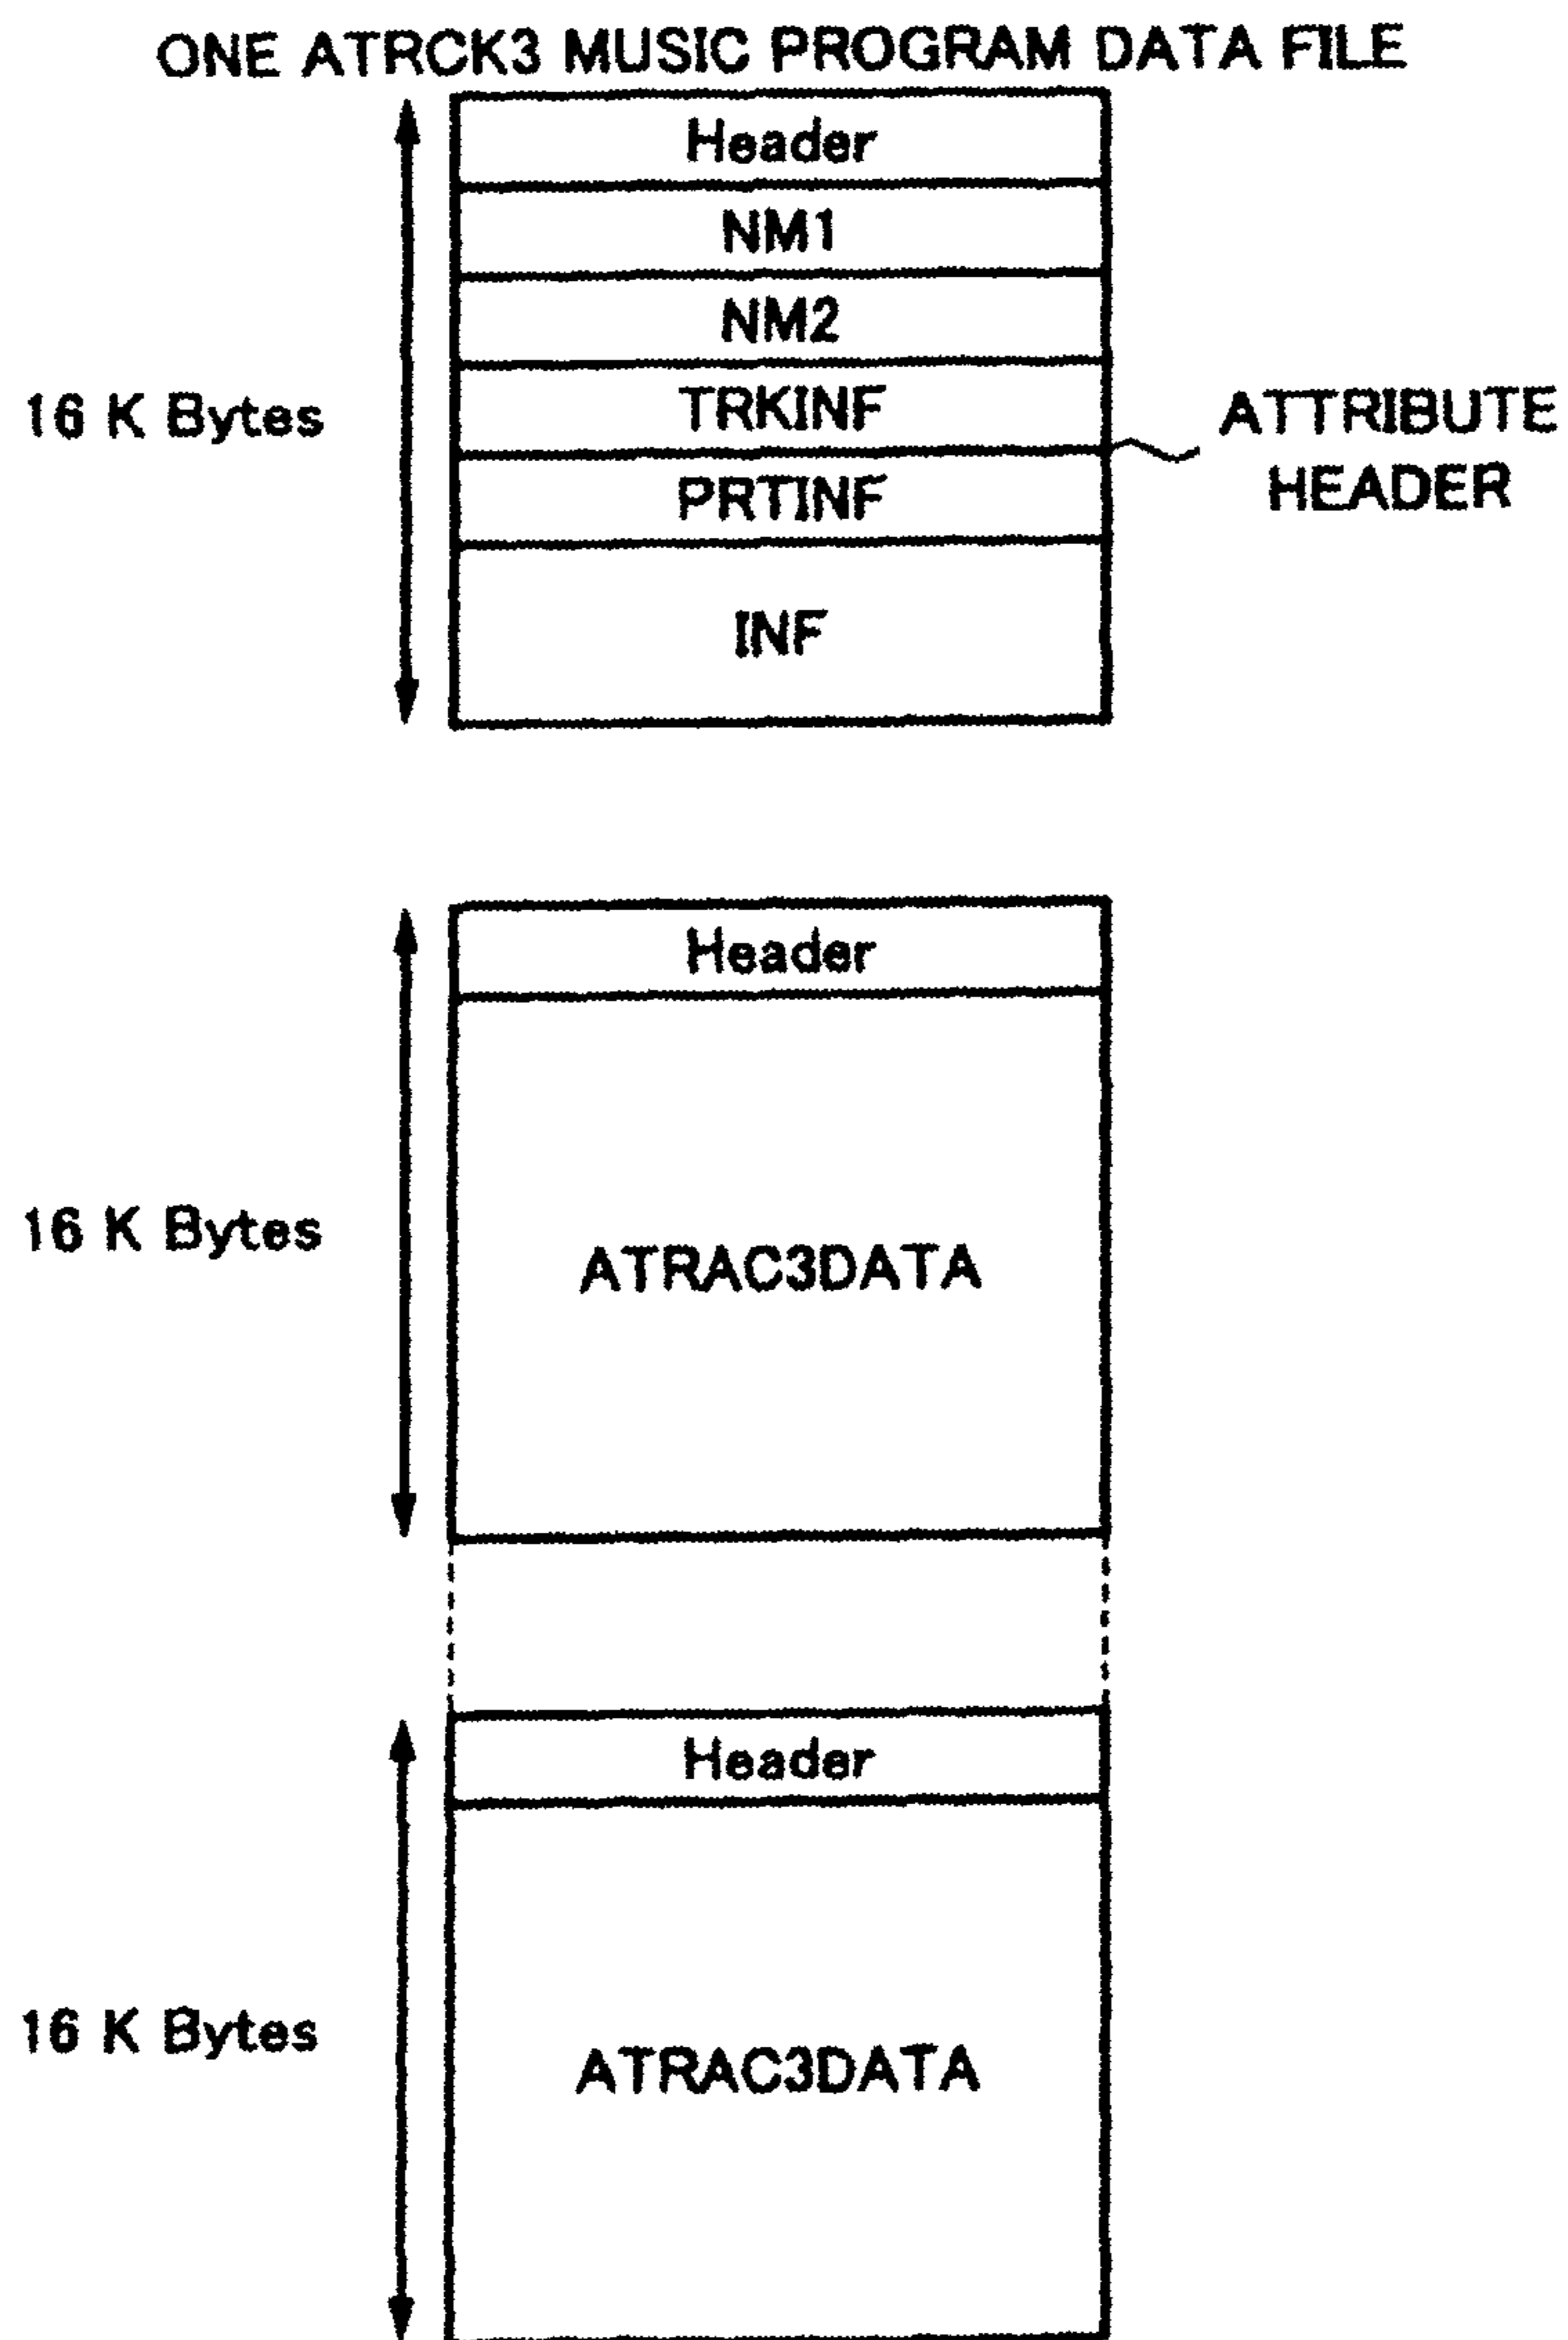 ONE ATRCK3 MUSIC PROGRAM DATA FILE
Header
NM1
NM2
16 K Bytes
TRKINF
ATTRIBUTE
HEADER
PRTINF
INF
Header
16 K Bytes
ATRAC3DATA
Header
16 K Bytes
ATRAC3DATA